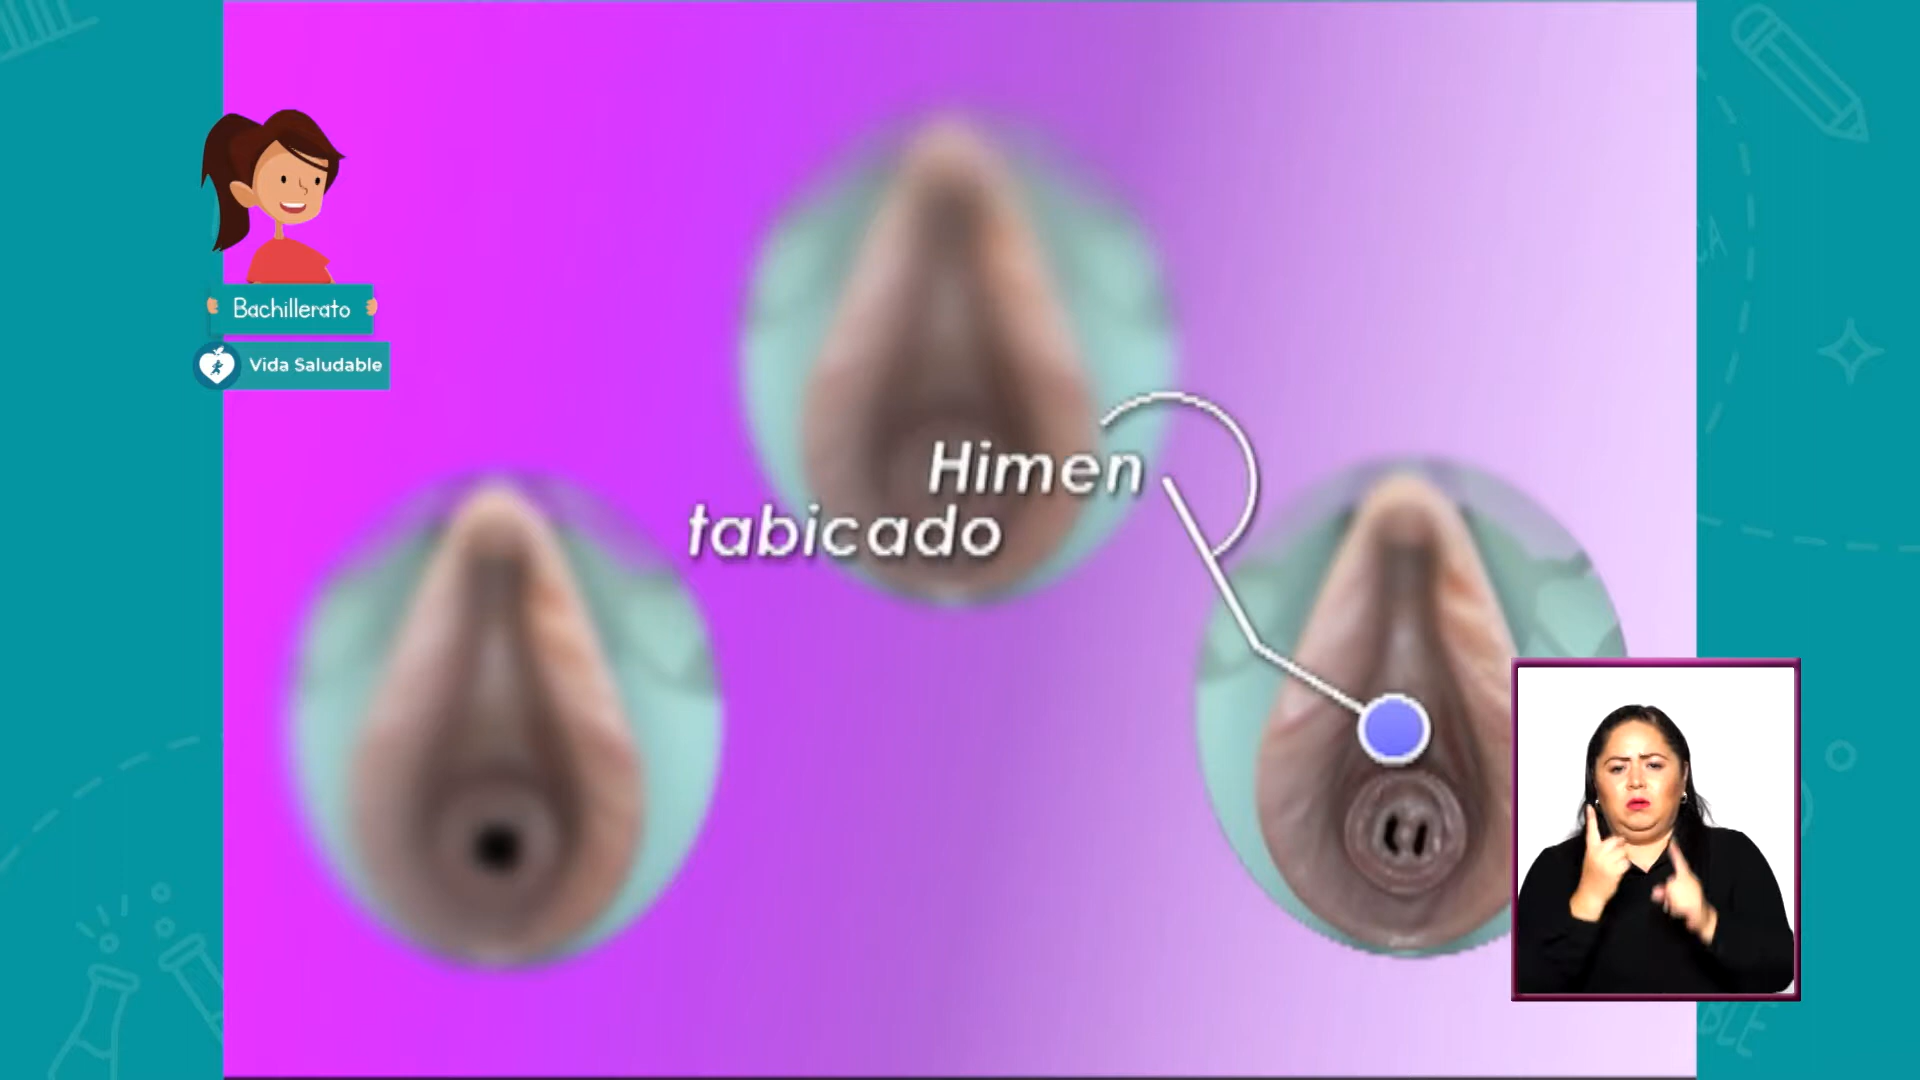 Bachillerato
Vida Saludable
Himen
tabicado